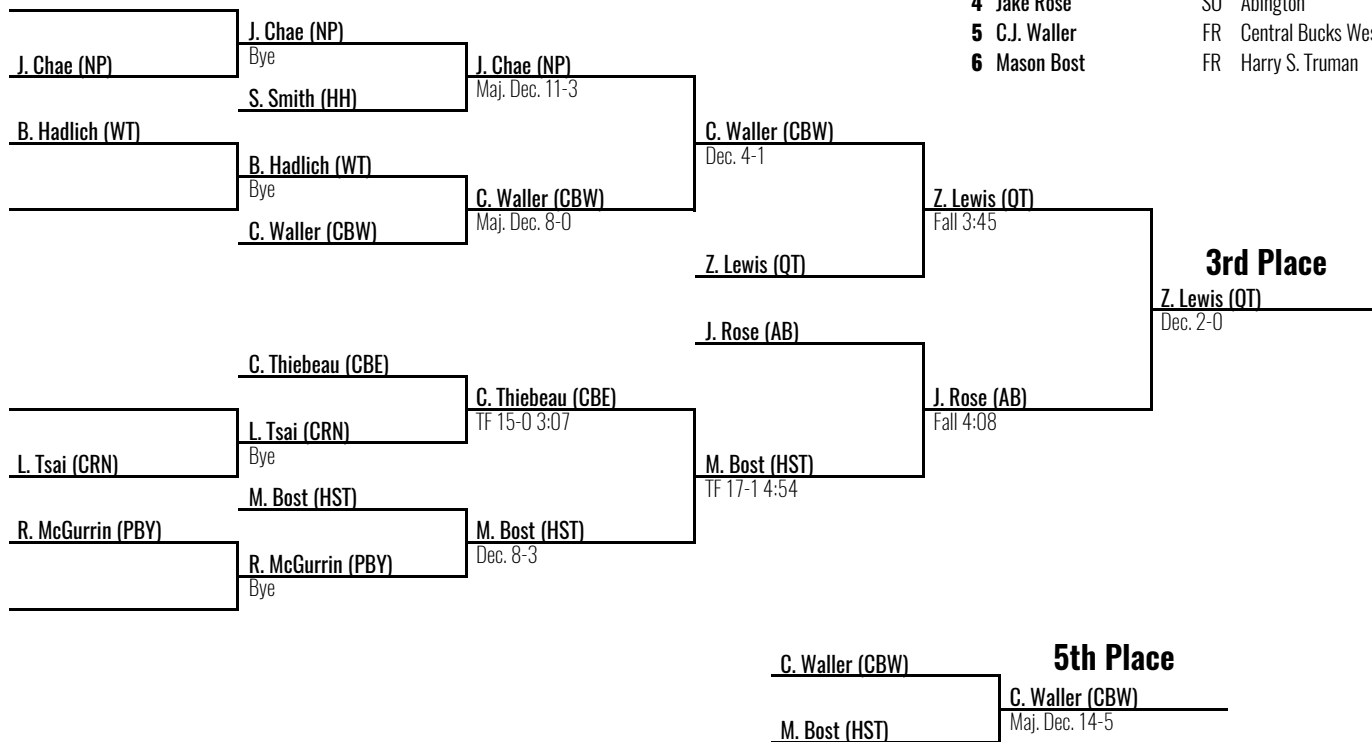 4 Jake Rose SO Abington
5 C.J. Waller FR Central Bucks Wes
6 Mason Bost FR Harry S. Truman
J. Chae (NP)
J. Chae (NP)
Bye
S. Smith (HH)
J. Chae (NP)
Maj. Dec. 11-3
B. Hadlich (WT)
B. Hadlich (WT)
Bye
C. Waller (CBW)
C. Waller (CBW)
Maj. Dec. 8-0
C. Waller (CBW)
Dec. 4-1
Z. Lewis (QT)
Z. Lewis (QT)
Fall 3:45
3rd Place
Z. Lewis (QT)
Dec. 2-0
J. Rose (AB)
J. Rose (AB)
Fall 4:08
C. Thiebeau (CBE)
C. Thiebeau (CBE)
TF 15-0 3:07
L. Tsai (CRN)
L. Tsai (CRN)
Bye
M. Bost (HST)
TF 17-1 4:54
M. Bost (HST)
M. Bost (HST)
Dec. 8-3
R. McGurrin (PBY)
R. McGurrin (PBY)
Bye
5th Place
C. Waller (CBW)
C. Waller (CBW)
Maj. Dec. 14-5
M. Bost (HST)